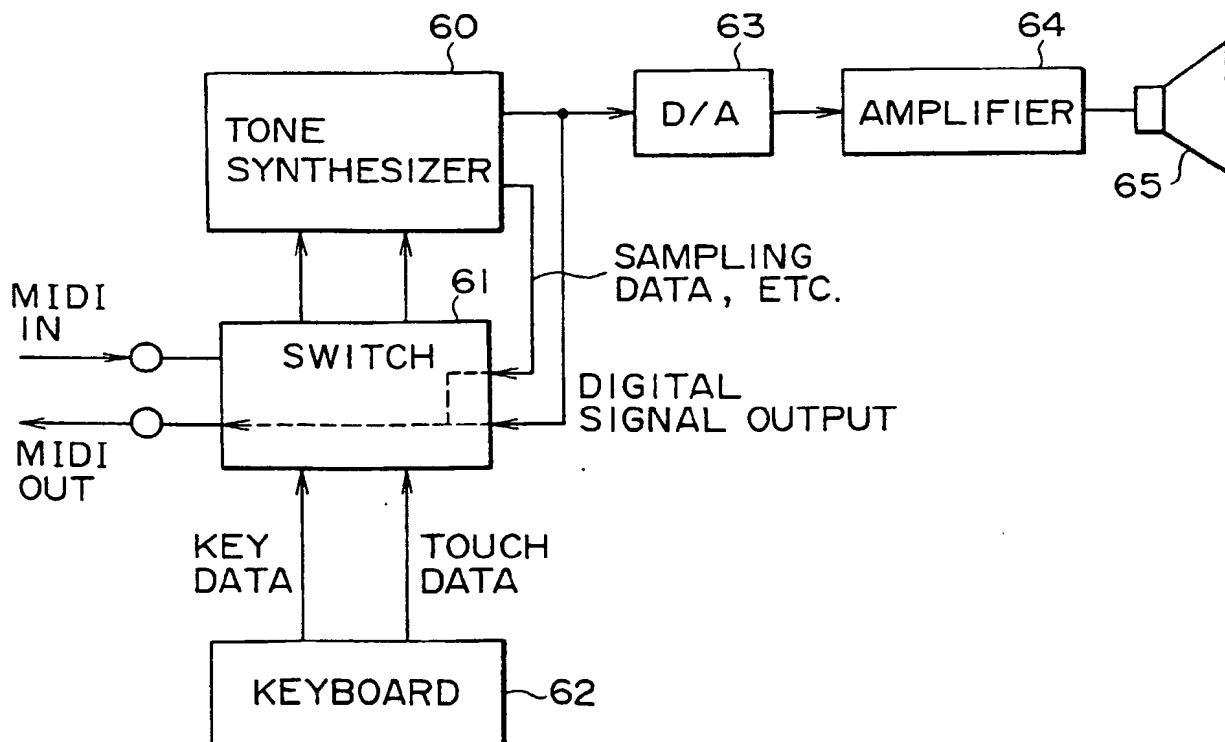 60
63
64
TONE
SYNTHESIZER
D/A
AMPLIFIER
65
SAMPLING
DATA, ETC.
61
MIDI
IN
SWITCH
DIGITAL
SIGNAL OUTPUT
MIDI
OUT
KEY
DATA
TOUCH
DATA
KEYBOARD
62